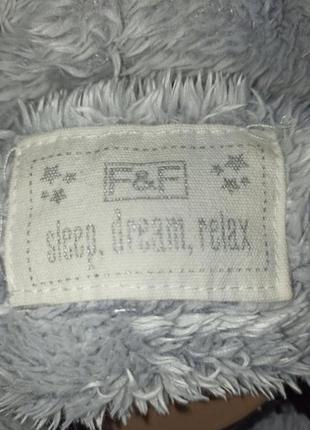 F&F
sleep, dream, relax